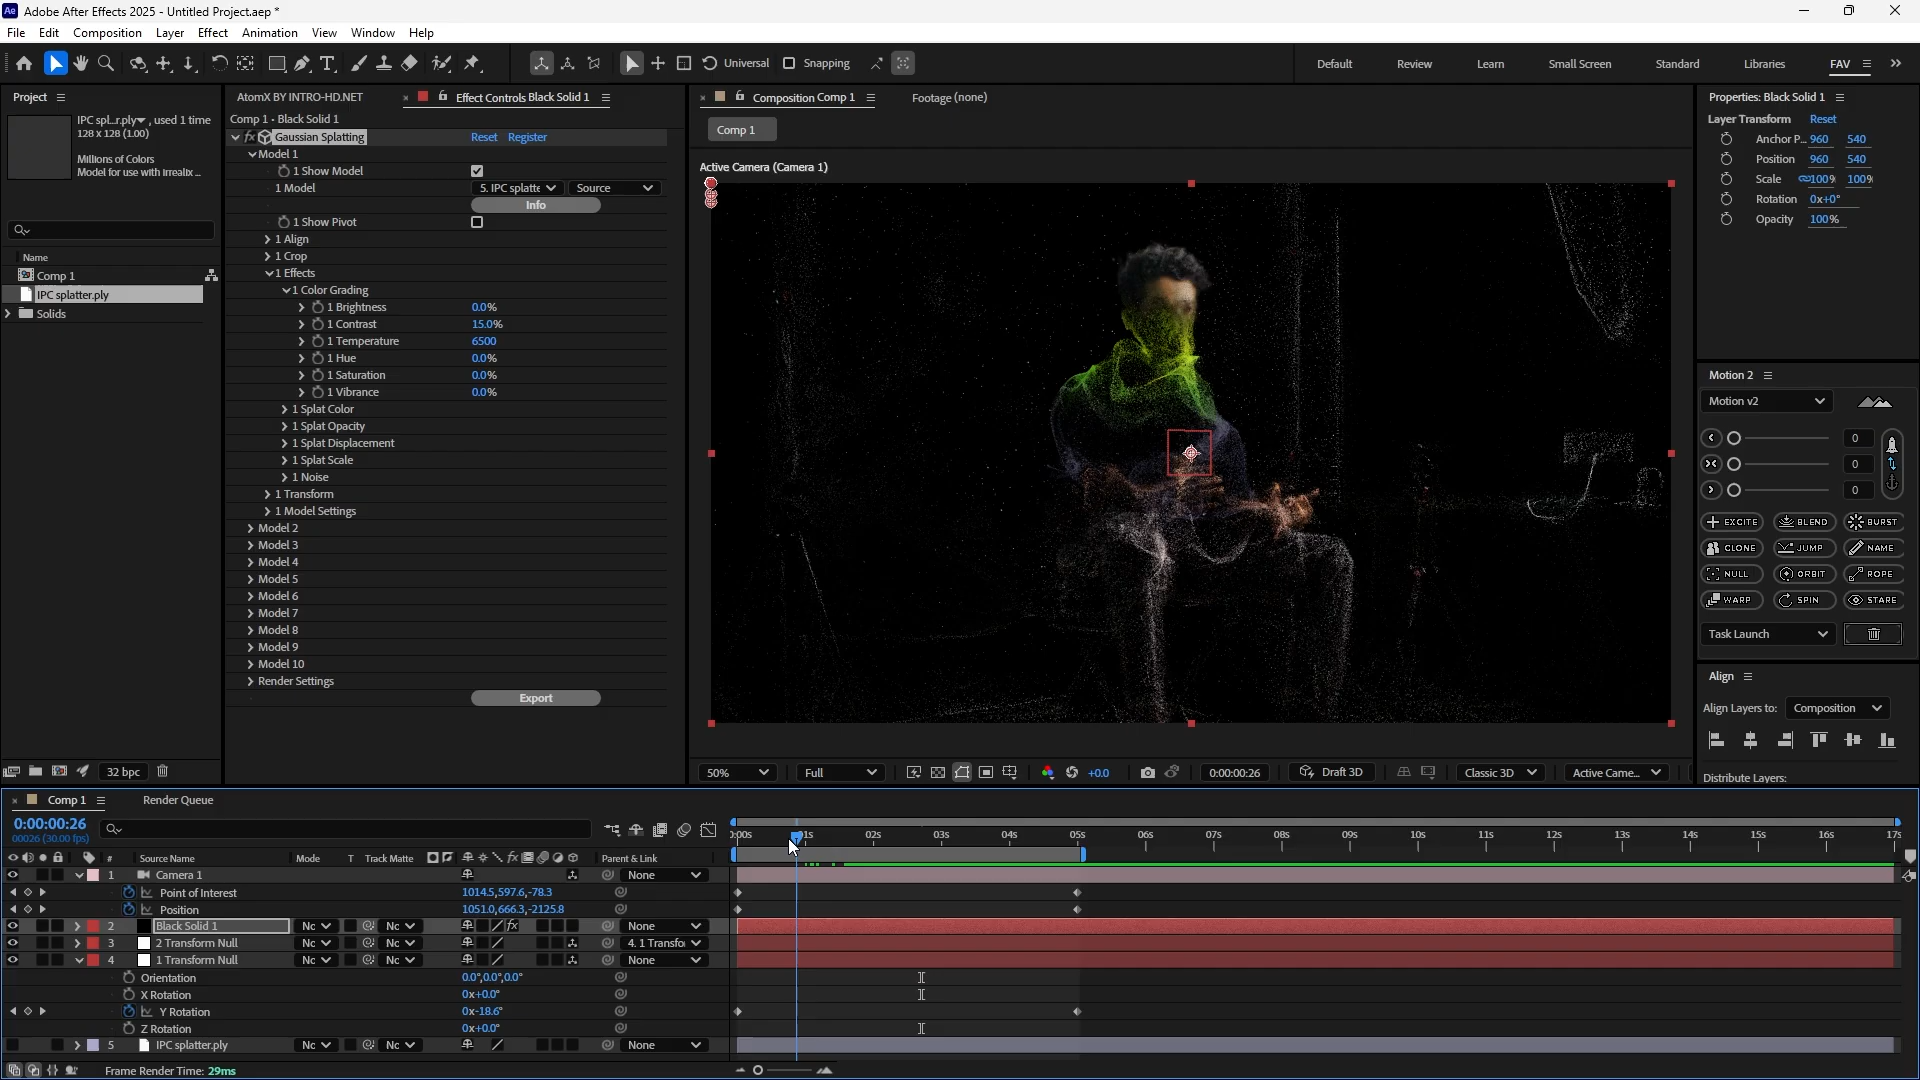 Ae Adobe After Effects 2025 - Untitled Project.aep *
File Edit Composition Layer Effect Animation View Window Help
Universal Snapping Default Review Learn Small Screen Standard Libraries FAV
Project
IPC spl...r.ply , used 1 time
128 x 128 (1.00)
Millions of Colors
Model for use with Irrealix ...
Name
Comp 1
IPC splatter.ply
Solids
32 bpc
AtomX BY INTRO-HD.NET Effect Controls Black Solid 1
Comp 1 - Black Solid 1
Gaussian Splatting Reset Register
Model 1
1 Show Model
1 Model 5. IPC splatte Source
Info
1 Show Pivot
1 Align
1 Crop
1 Effects
1 Color Grading
1 Brightness 0.0%
1 Contrast 15.0%
1 Temperature 6500
1 Hue 0.0%
1 Saturation 0.0%
1 Vibrance 0.0%
1 Splat Color
1 Splat Opacity
1 Splat Displacement
1 Splat Scale
1 Noise
1 Transform
1 Model Settings
Model 2
Model 3
Model 4
Model 5
Model 6
Model 7
Model 8
Model 9
Model 10
Render Settings
Export
Composition Comp 1 Footage (none)
Comp 1
Active Camera (Camera 1)
50% Full +0.0 0:00:00:26 Draft 3D Classic 3D Active Came...
Properties: Black Solid 1
Layer Transform Reset
Anchor P... 960 540
Position 960 540
Scale 100% 100%
Rotation 0x+0°
Opacity 100%
Motion 2
Motion v2
0
0
0
EXCITE BLEND BURST
CLONE JUMP NAME
NULL ORBIT ROPE
WARP SPIN STARE
Task Launch
Align
Align Layers to: Composition
Distribute Layers:
Comp 1 Render Queue
0:00:00:26
00026 (30.00 fps)
:00s 01s 02s 03s 04s 05s 06s 07s 08s 09s 10s 11s 12s 13s 14s 15s 16s 17s
# Source Name Mode T Track Matte fx Parent & Link
1 Camera 1 None
Point of Interest 1014.5,597.6,-78.3
Position 1051.0,666.3,-2125.8
2 Black Solid 1 Nc Nc fx None
3 2 Transform Null Nc Nc 4. 1 Transfo
4 1 Transform Null Nc Nc None
Orientation 0.0°,0.0°,0.0°
X Rotation 0x+0.0°
Y Rotation 0x-18.6°
Z Rotation 0x+0.0°
5 IPC splatter.ply Nc Nc None
Frame Render Time: 29ms